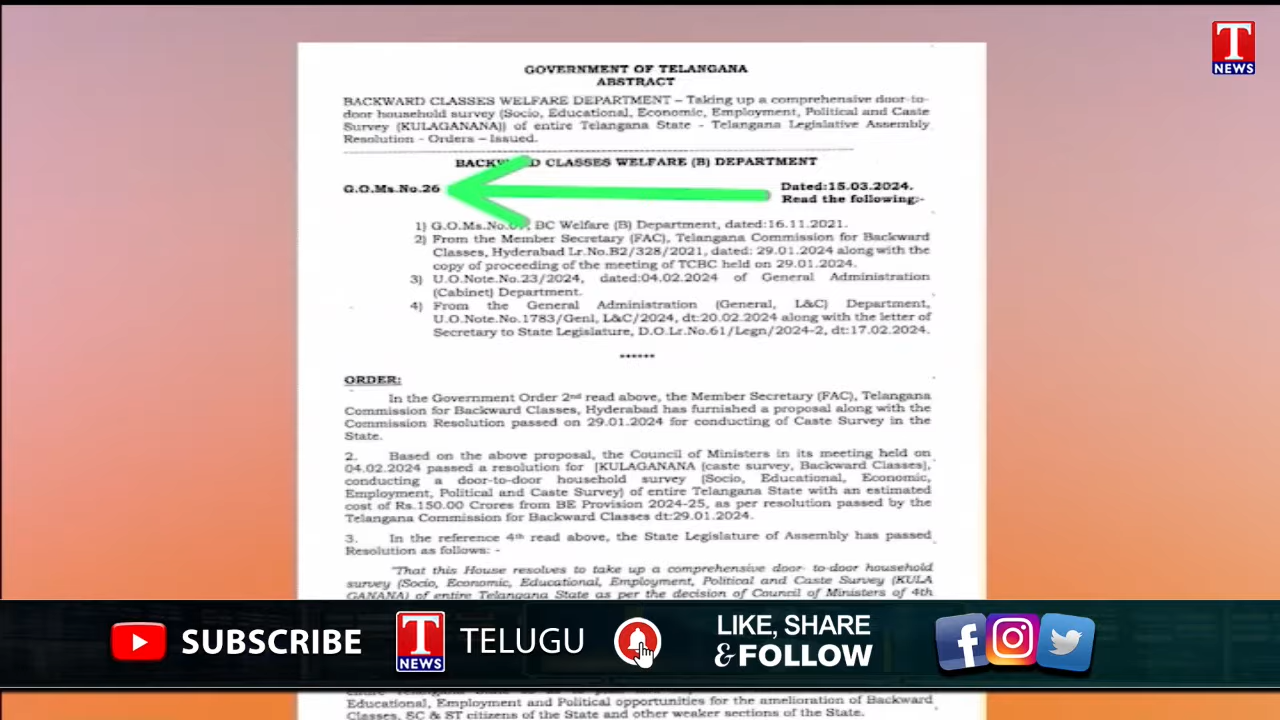 T
NEWS
GOVERNMENT OF TELANGANA
ABSTRACT
BACKWARD CLASSES WELFARE DEPARTMENT – Taking up a comprehensive door-to-
door household survey (Socio, Educational, Economic, Employment, Political and Caste
Survey (KULAGANANA)) of entire Telangana State - Telangana Legislative Assembly
Resolution - Orders – Issued.
CLASSES WELFARE (B) DEPARTMENT
G.O.Ms.No.26
Dated:15.03.2024.
Read the following:-
1) G.O.Ms.No. BC Welfare (B) Department, dated:16.11.2021.
2) From the Member Secretary (FAC), Telangana Commission for Backward
Classes, Hyderabad Lr.No.B2/328/2021, dated: 29.01.2024 along with the
copy of proceeding of the meeting of TCBC held on 29.01.2024.
3) U.O.Note.No.23/2024, dated:04.02.2024 of General Administration
(Cabinet) Department.
4) From the General Administration (General, L&C) Department,
U.O.Note.No.1783/Genl, L&C/2024, dt:20.02.2024 along with the letter of
Secretary to State Legislature, D.O.Lr.No.61/Legn/2024-2, dt:17.02.2024.
******
ORDER:
In the Government Order 2nd read above, the Member Secretary (FAC), Telangana
Commission for Backward Classes, Hyderabad has furnished a proposal along with the
Commission Resolution passed on 29.01.2024 for conducting of Caste Survey in the
State.
2. Based on the above proposal, the Council of Ministers in its meeting held on
04.02.2024 passed a resolution for [KULAGANANA (caste survey, Backward Classes],
conducting a door-to-door household survey (Socio, Educational, Economic,
Employment, Political and Caste Survey) of entire Telangana State with an estimated
cost of Rs.150.00 Crores from BE Provision 2024-25, as per resolution passed by the
Telangana Commission for Backward Classes dt:29.01.2024.
3. In the reference 4th read above, the State Legislature of Assembly has passed
Resolution as follows: -
"That this House resolves to take up a comprehensive door- to-door household
survey (Socio, Economic, Educational, Employment, Political and Caste Survey (KULA
GANANA) of entire Telangana State as per the decision of Council of Ministers of 4th
SUBSCRIBE
T
NEWS
TELUGU
LIKE, SHARE
& FOLLOW
Educational, Employment and Political opportunities for the amelioration of Backward
Classes, SC & ST citizens of the State and other weaker sections of the State.